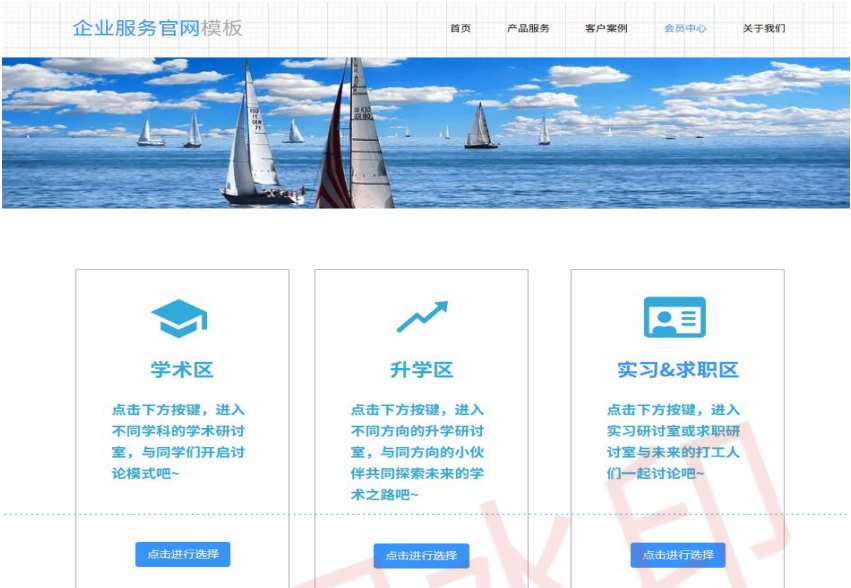 企业服务官网模板
首页 产品服务 客户案例 会员中心 关于我们
学术区
点击下方按键，进入
不同学科的学术研讨
室，与同学们开启讨
论模式吧~
点击进行选择
升学区
点击下方按键，进入
不同方向的升学研讨
室，与同方向的小伙
伴共同探索未来的学
术之路吧~
点击进行选择
实习&求职区
点击下方按键，进入
实习研讨室或求职研
讨室与未来的打工人
们一起讨论吧~
点击进行选择
水印